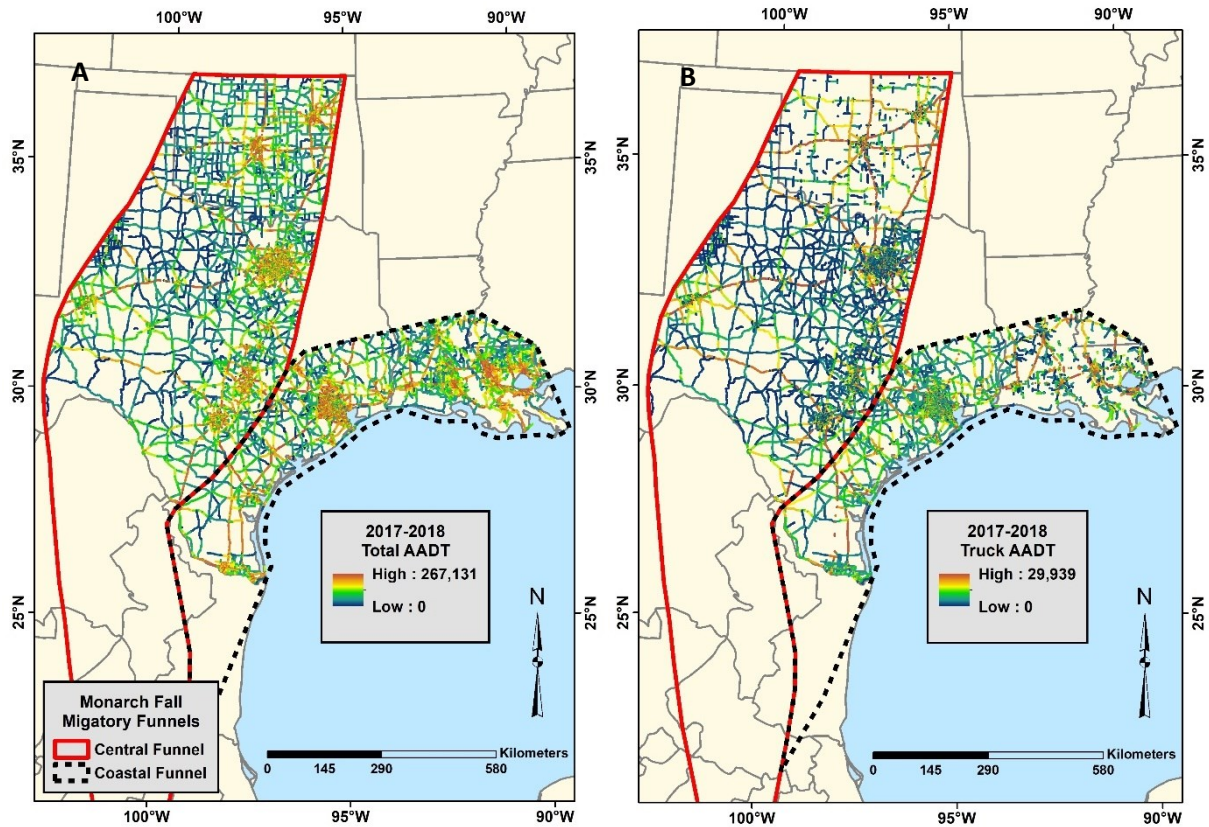 100°W 95°W 90°W
A
35°N 35°N
30°N 30°N
25°N 25°N
2017-2018
Total AADT
High : 267,131
Low : 0
N
Monarch Fall
Migatory Funnels
Central Funnel
Coastal Funnel
Kilometers
0 145 290 580
100°W 95°W 90°W
100°W 95°W 90°W
B
35°N 35°N
30°N 30°N
25°N 25°N
2017-2018
Truck AADT
High : 29,939
Low : 0
N
Kilometers
0 145 290 580
100°W 95°W 90°W